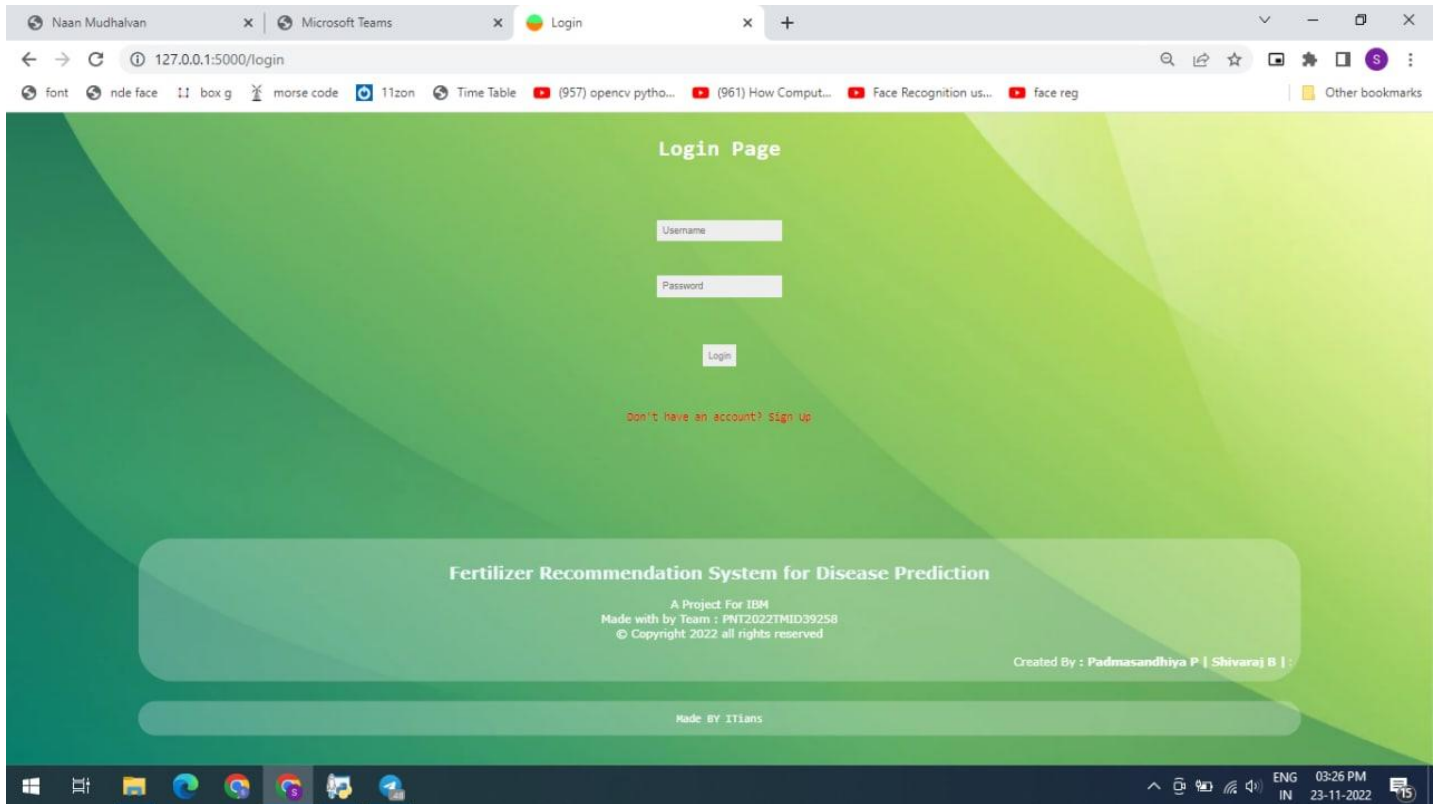 Naan Mudhalvan
Microsoft Teams
Login
127.0.0.1:5000/login
S
font
nde face
box g
morse code
11zon
Time Table
(957) opencv pytho...
(961) How Comput...
Face Recognition us...
face reg
Other bookmarks
Login Page
Username
Password
Login
Don't have an account? Sign Up
Fertilizer Recommendation System for Disease Prediction
A Project For IBM
Made with by Team : PNT2022TMID39258
© Copyright 2022 all rights reserved
Created By : Padmasandhiya P | Shivaraj B | :
Made BY ITians
ENG 03:26 PM
IN 23-11-2022
15